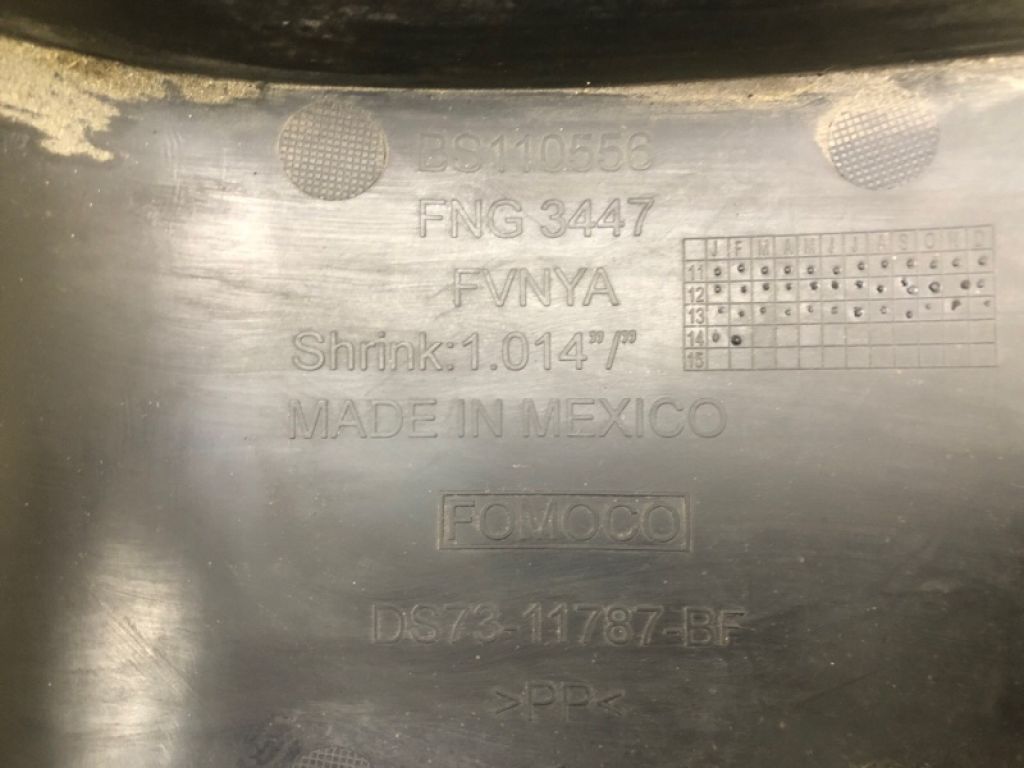 BS110556
FNG 3447
FVNYA
Shrink:1.014”/”
MADE IN MEXICO
J F M A M J J A S O N D
11
12
13
14
15
FOMOCO
DS73-11787-BF
>PP<